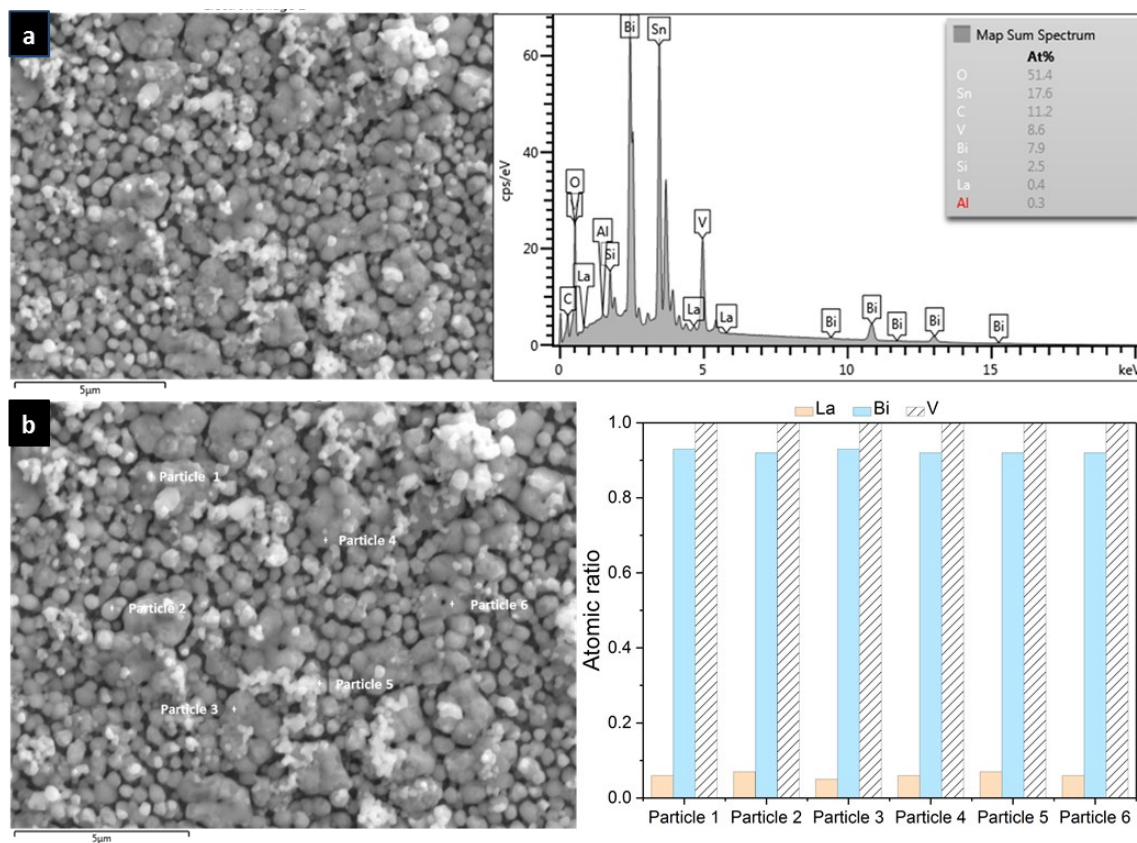 a
60
40
20
0
cps/eV
Bi
Sn
O
Al
Si
La
C
V
La
La
Bi
Bi
Bi
Bi
Bi
0
5
10
15
keV
Map Sum Spectrum
At%
O 51.4
Sn 17.6
C 11.2
V 8.6
Bi 7.9
Si 2.5
La 0.4
Al 0.3
5µm
b
Particle 1
Particle 4
Particle 2
Particle 6
Particle 5
Particle 3
5µm
La Bi V
Atomic ratio
1.0
0.8
0.6
0.4
0.2
0.0
Particle 1 Particle 2 Particle 3 Particle 4 Particle 5 Particle 6